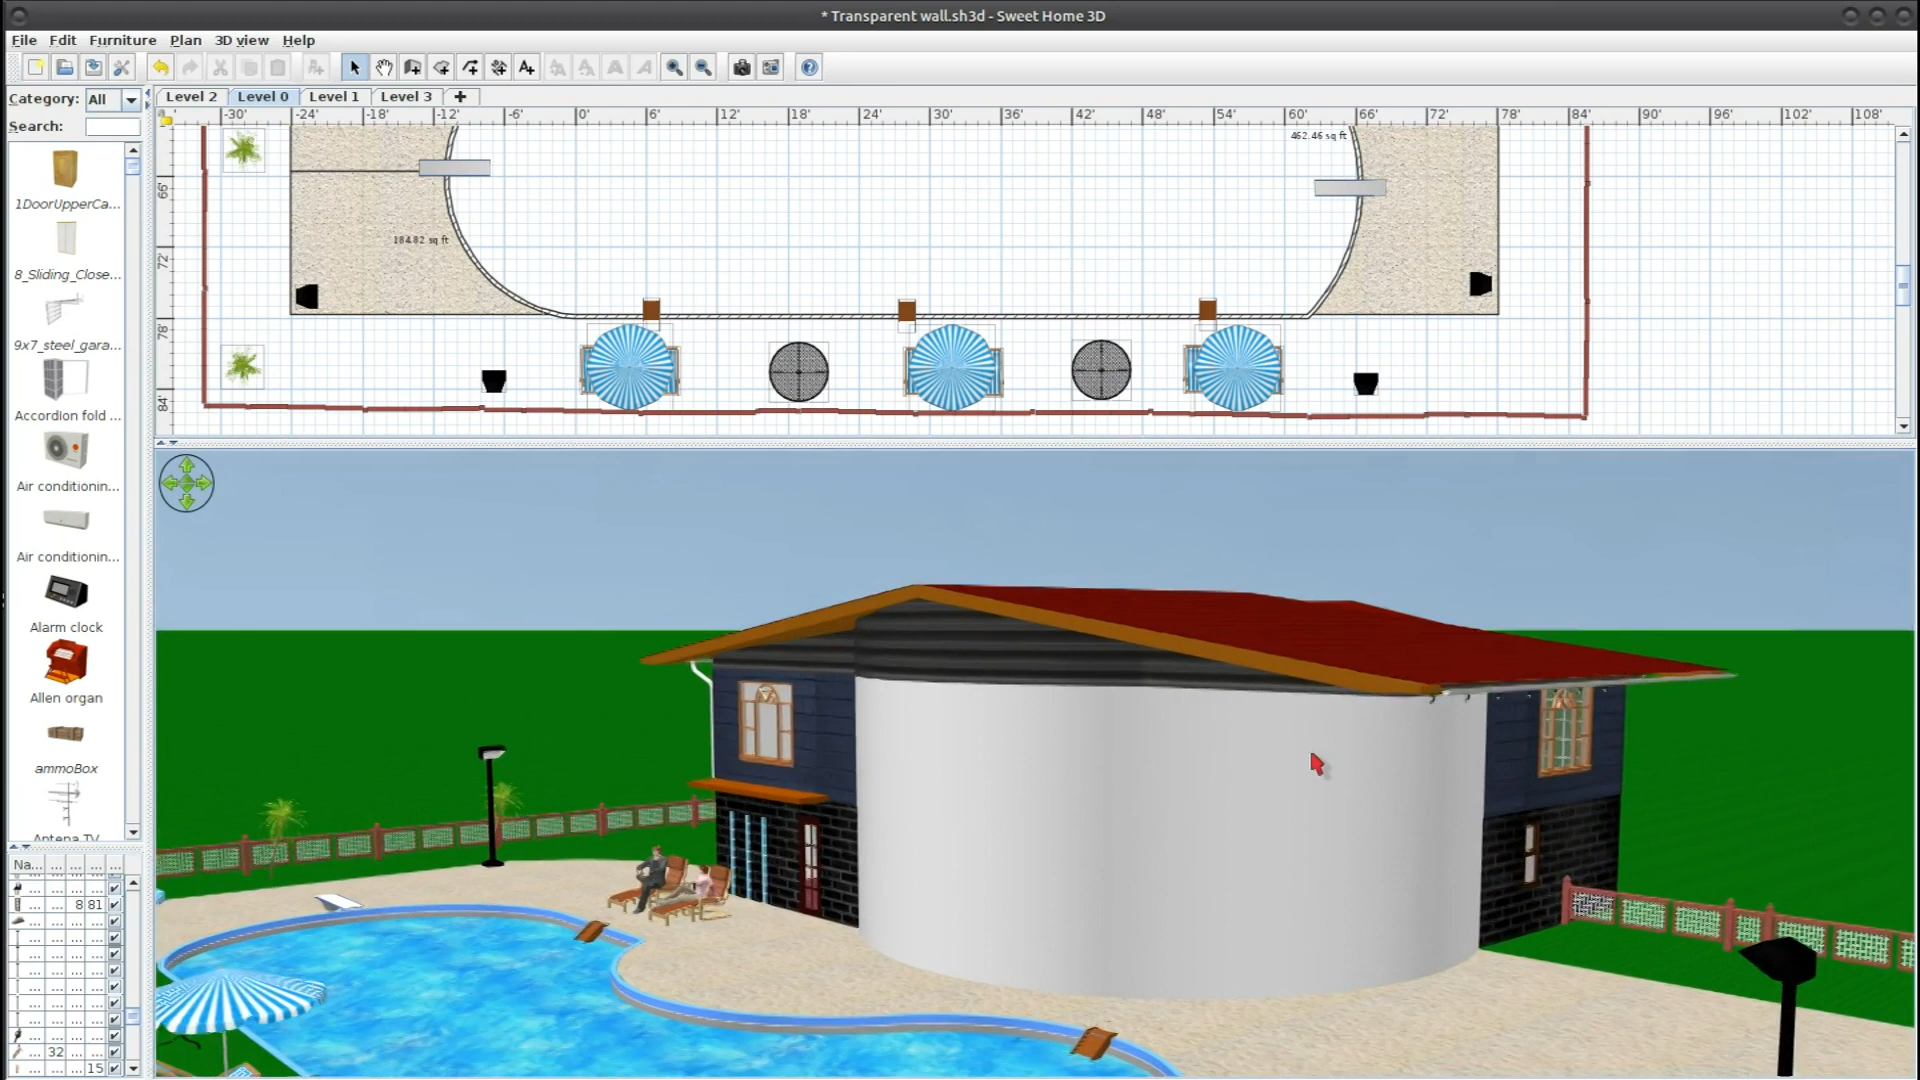 * Transparent wall.sh3d - Sweet Home 3D
File Edit Furniture Plan 3D view Help
Category: All
Search:
Level 2 Level 0 Level 1 Level 3
-30' -24' -18' -12' -6' 0' 6' 12' 18' 24' 30' 36' 42' 48' 54' 60' 66' 72' 78' 84' 90' 96' 102' 108'
66'
72'
78'
84'
462.46 sq ft
184.82 sq ft
1DoorUpperCa...
8_Sliding_Close...
9x7_steel_gara...
Accordion fold ...
Air conditionin...
Air conditionin...
Alarm clock
Allen organ
ammoBox
Antena TV
Na... ... ... ... ...
8 81
32
15